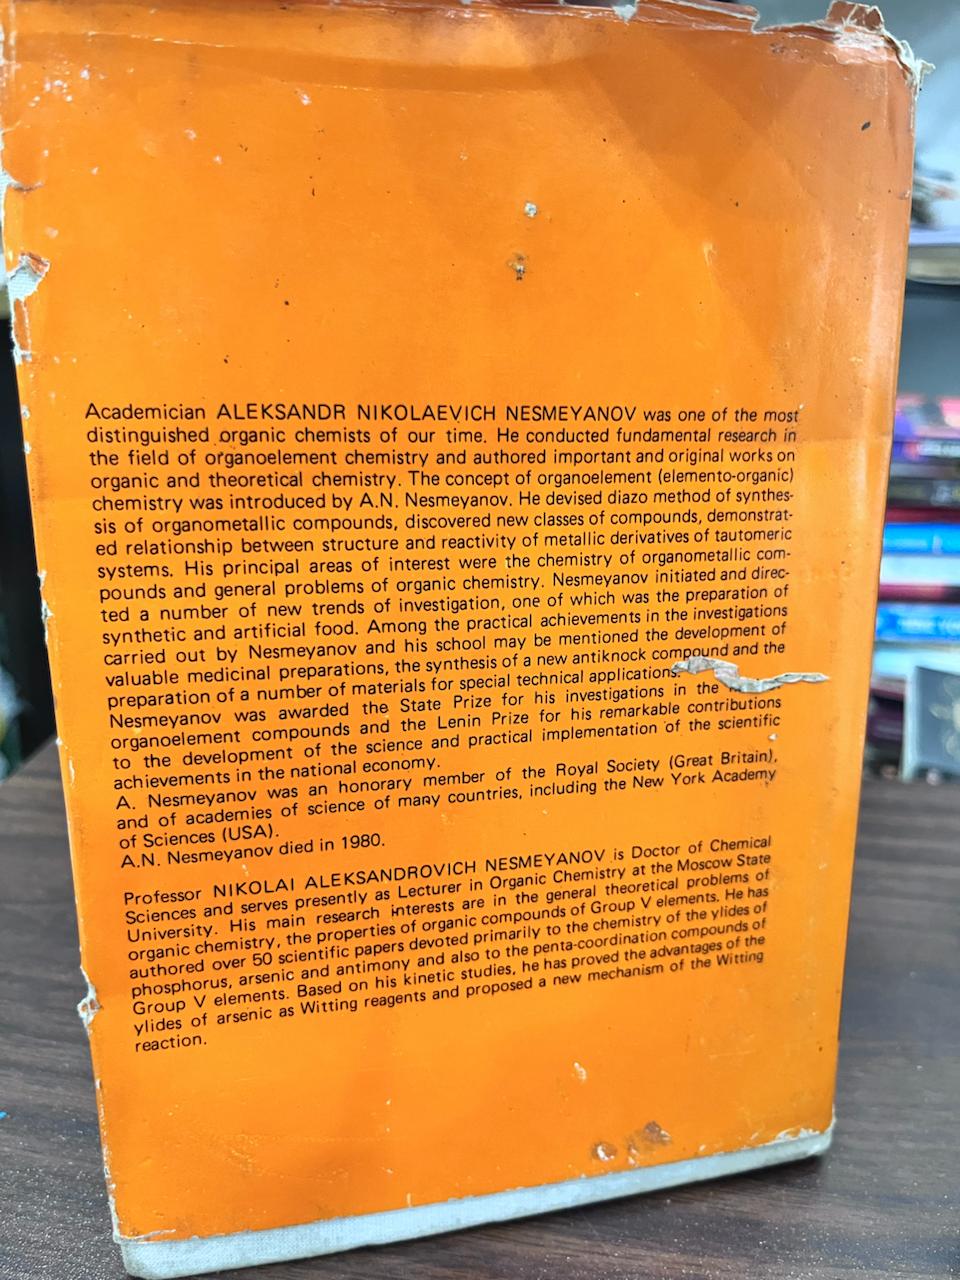 Academician ALEKSANDR NIKOLAEVICH NESMEYANOV was one of the most
distinguished organic chemists of our time. He conducted fundamental research in
the field of organoelement chemistry and authored important and original works on
organic and theoretical chemistry. The concept of organoelement (elemento-organic)
chemistry was introduced by A.N. Nesmeyanov. He devised diazo method of synthes-
sis of organometallic compounds, discovered new classes of compounds, demonstrat-
ed relationship between structure and reactivity of metallic derivatives of tautomeric
systems. His principal areas of interest were the chemistry of organometallic com-
pounds and general problems of organic chemistry. Nesmeyanov initiated and direc-
ted a number of new trends of investigation, one of which was the preparation of
synthetic and artificial food. Among the practical achievements in the investigations
carried out by Nesmeyanov and his school may be mentioned the development of
valuable medicinal preparations, the synthesis of a new antiknock compound and the
preparation of a number of materials for special technical applications.
Nesmeyanov was awarded the State Prize for his investigations in the
organoelement compounds and the Lenin Prize for his remarkable contributions
to the development of the science and practical implementation of the scientific
achievements in the national economy.
A. Nesmeyanov was an honorary member of the Royal Society (Great Britain),
and of academies of science of many countries, including the New York Academy
of Sciences (USA).
A.N. Nesmeyanov died in 1980.
Professor NIKOLAI ALEKSANDROVICH NESMEYANOV is Doctor of Chemical
Sciences and serves presently as Lecturer in Organic Chemistry at the Moscow State
University. His main research interests are in the general theoretical problems of
organic chemistry, the properties of organic compounds of Group V elements. He has
authored over 50 scientific papers devoted primarily to the chemistry of the ylides of
phosphorus, arsenic and antimony and also to the penta-coordination compounds of
Group V elements. Based on his kinetic studies, he has proved the advantages of the
ylides of arsenic as Witting reagents and proposed a new mechanism of the Witting
reaction.